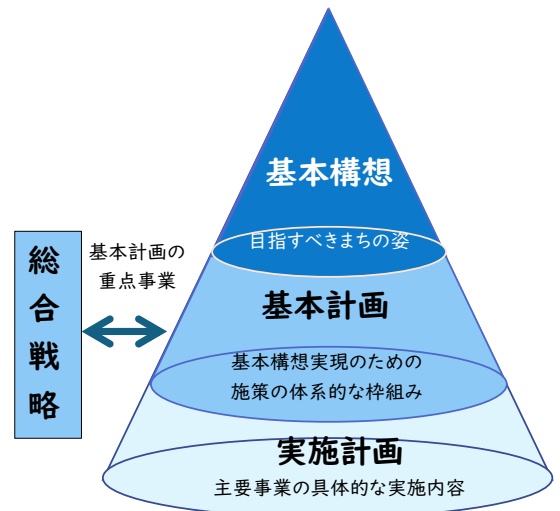 基本構想
目指すべきまちの姿
総合戦略
基本計画の
重点事業
基本計画
基本構想実現のための
施策の体系的な枠組み
実施計画
主要事業の具体的な実施内容